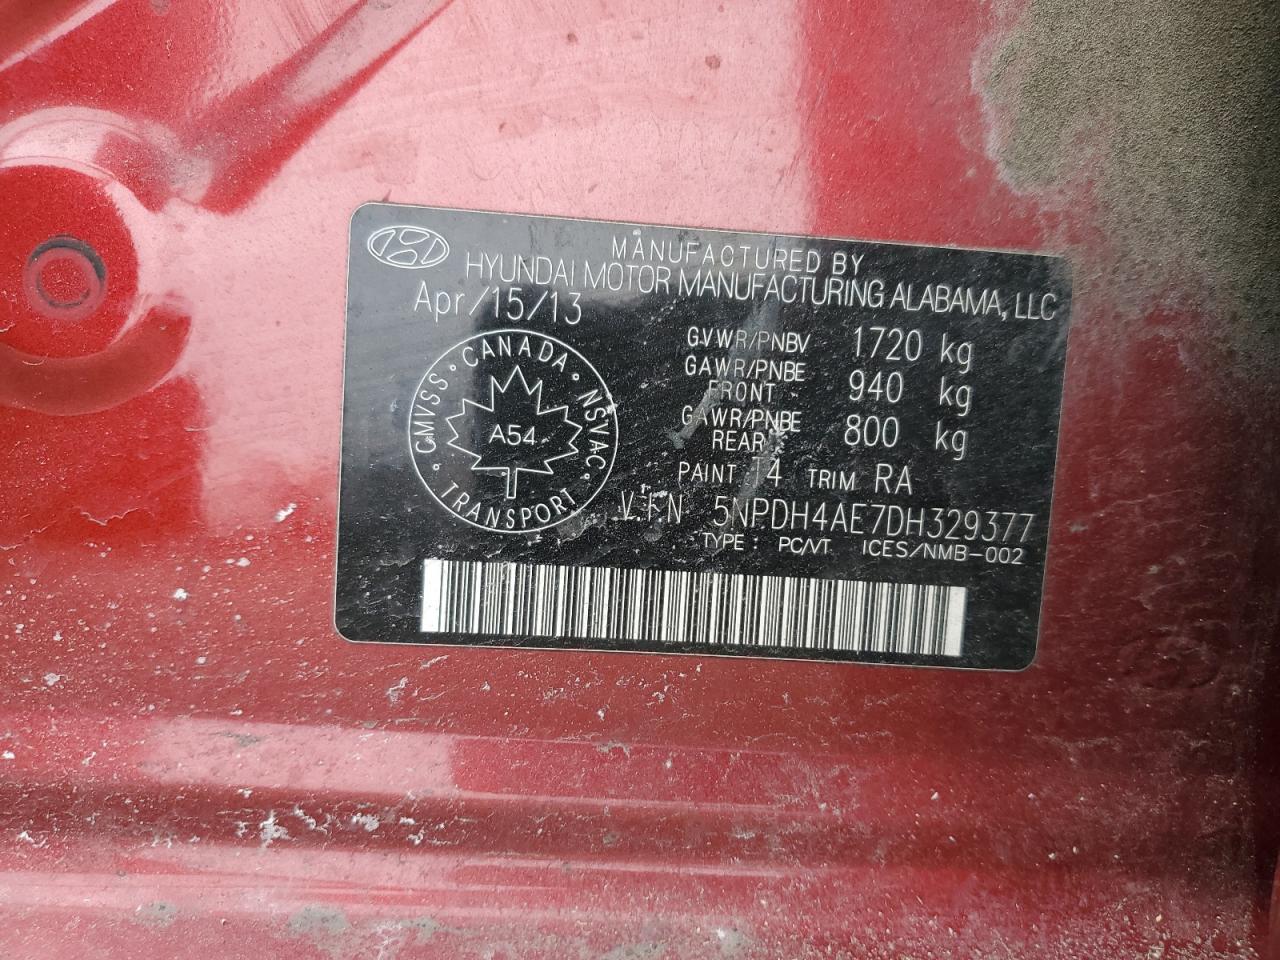 MANUFACTURED BY
HYUNDAI MOTOR MANUFACTURING ALABAMA, LLC
Apr/15/13
GVWR/PNBV 1720 kg
GAWR/PNBE FRONT 940 kg
GAWR/PNBE REAR 800 kg
CMVSS · CANADA · NSVAC · TRANSPORT ·
A54
PAINT T4 TRIM RA
V.I.N 5NPDH4AE7DH329377
TYPE: PC/VT ICES/NMB-002